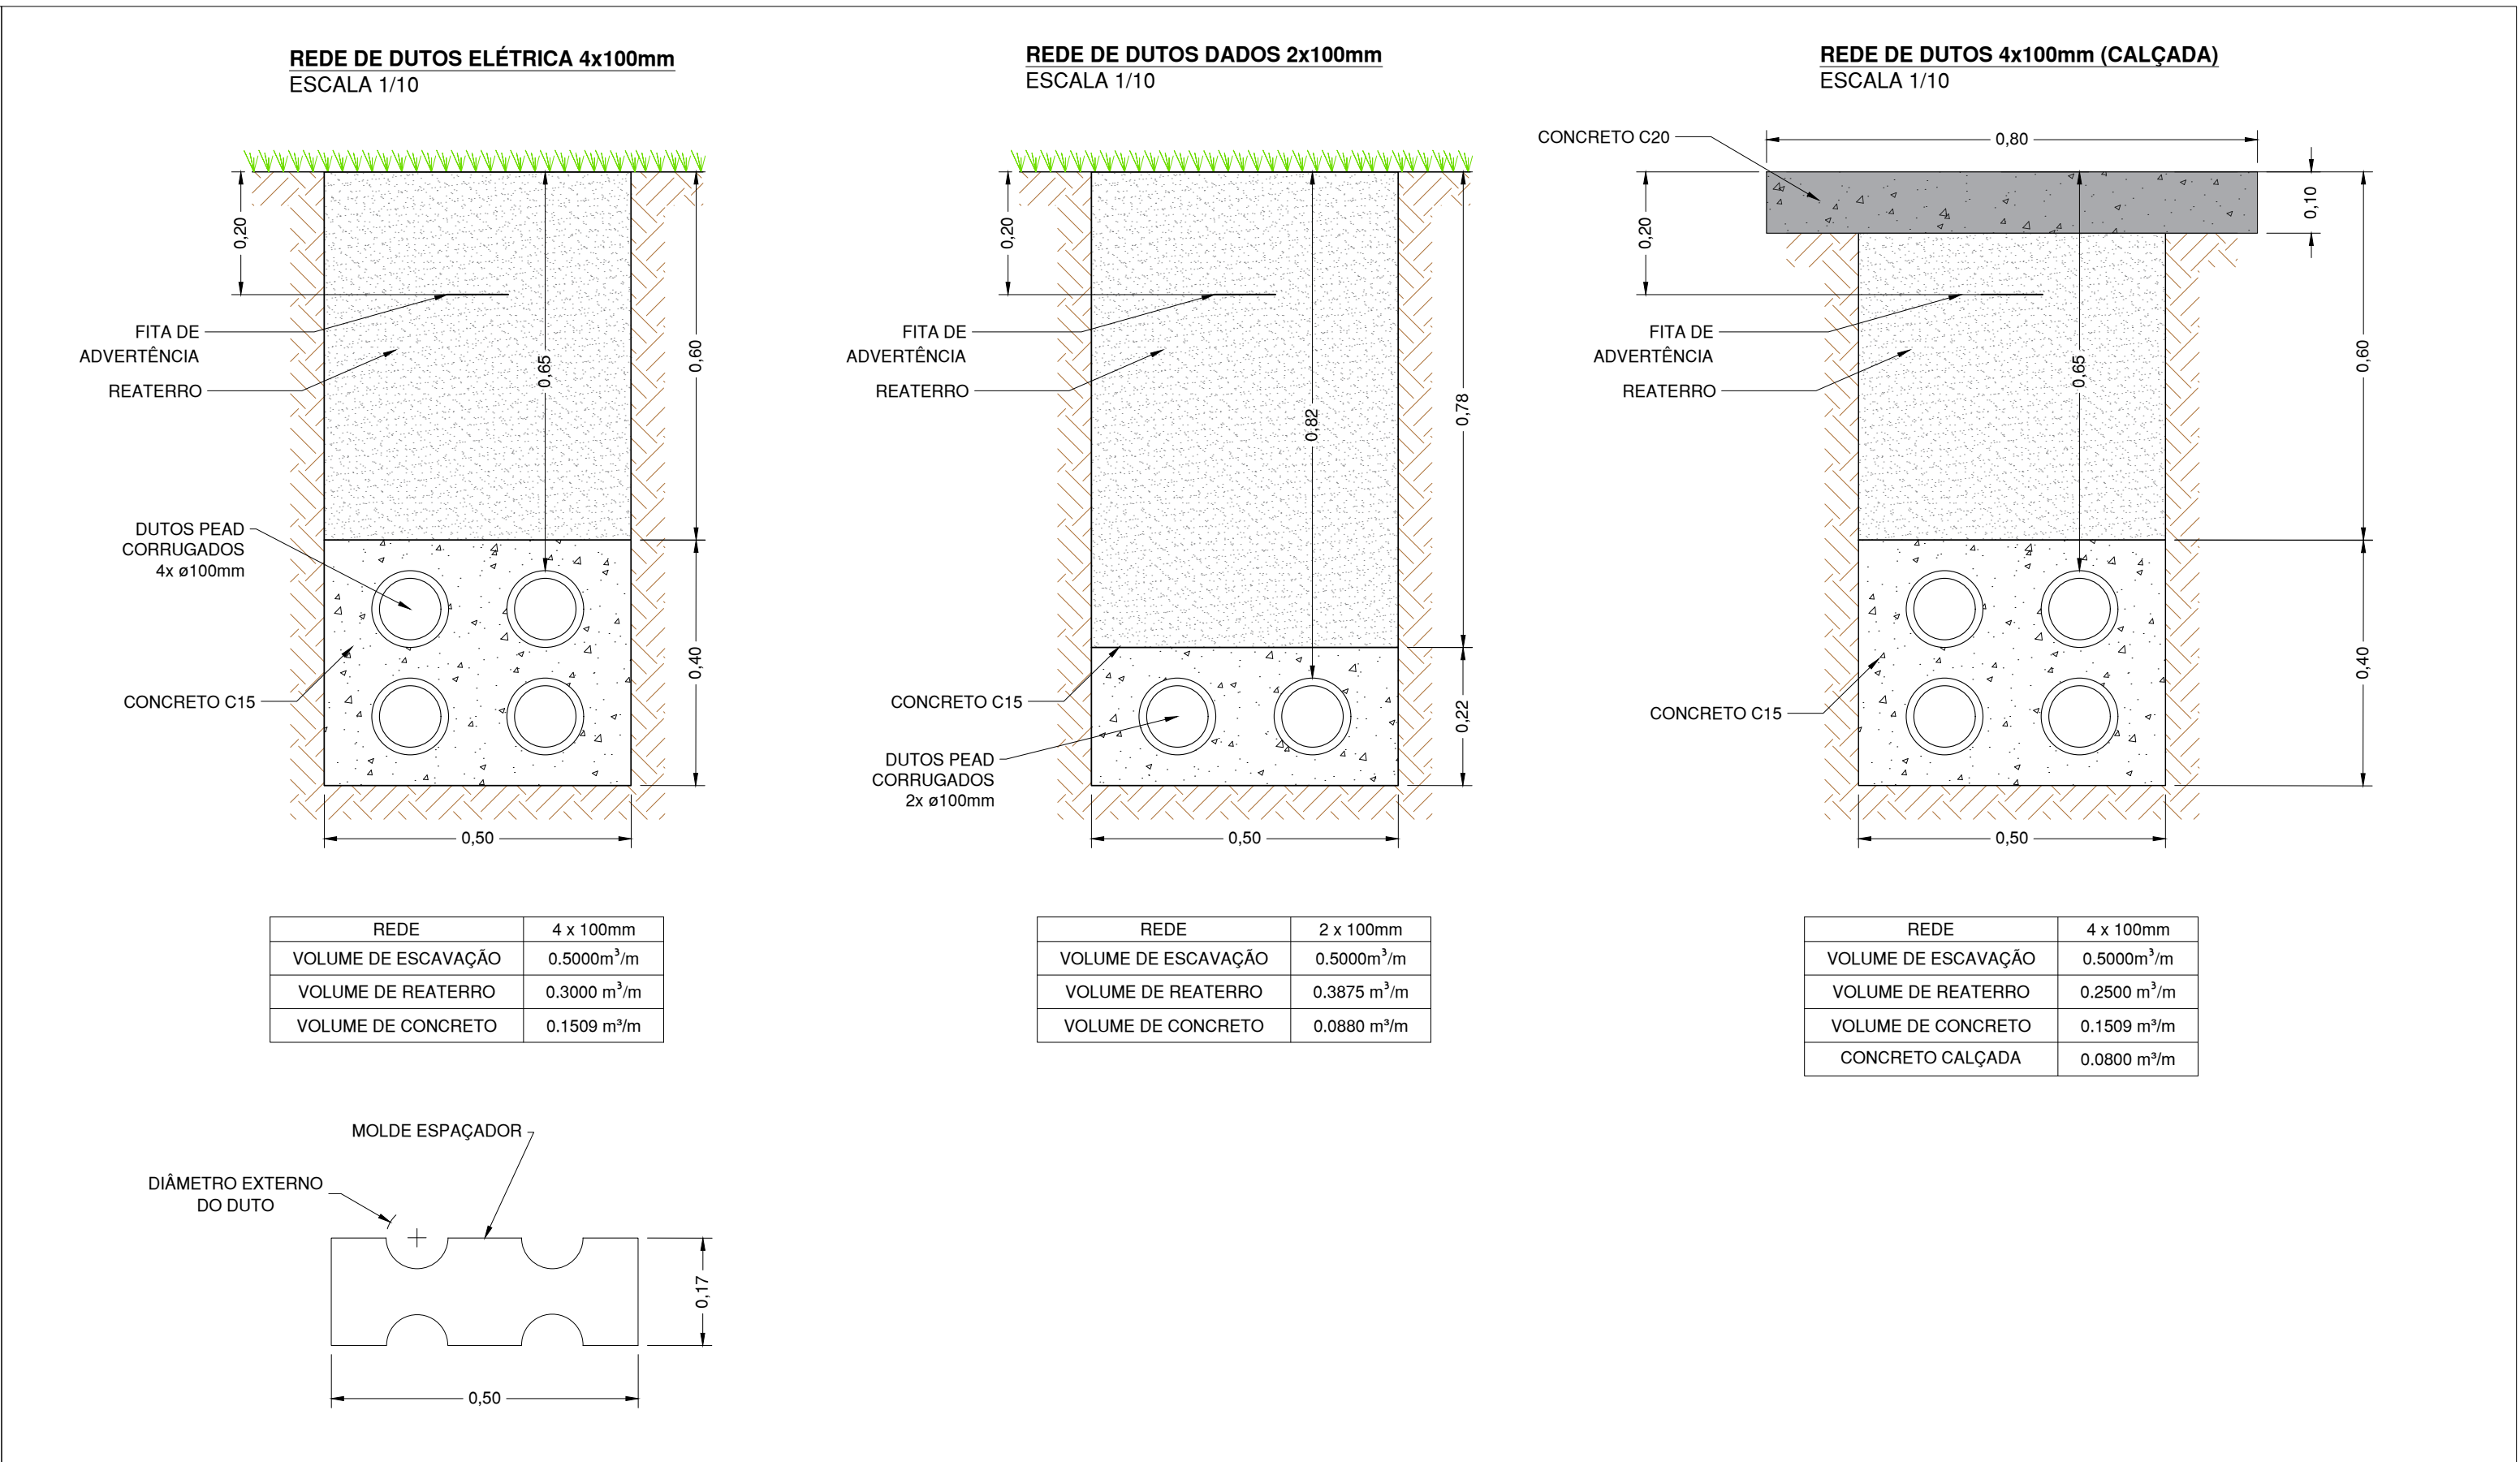 REDE DE DUTOS ELÉTRICA 4x100mm
ESCALA 1/10
0,20
0,65
0,60
FITA DE
ADVERTÊNCIA
REATERRO
DUTOS PEAD
CORRUGADOS
4x ø100mm
CONCRETO C15
0,40
0,50
REDE 4 x 100mm
VOLUME DE ESCAVAÇÃO 0.5000m³/m
VOLUME DE REATERRO 0.3000 m³/m
VOLUME DE CONCRETO 0.1509 m³/m
MOLDE ESPAÇADOR
DIÂMETRO EXTERNO
DO DUTO
0,17
0,50
REDE DE DUTOS DADOS 2x100mm
ESCALA 1/10
0,20
0,82
0,78
FITA DE
ADVERTÊNCIA
REATERRO
CONCRETO C15
0,22
DUTOS PEAD
CORRUGADOS
2x ø100mm
0,50
REDE 2 x 100mm
VOLUME DE ESCAVAÇÃO 0.5000m³/m
VOLUME DE REATERRO 0.3875 m³/m
VOLUME DE CONCRETO 0.0880 m³/m
REDE DE DUTOS 4x100mm (CALÇADA)
ESCALA 1/10
CONCRETO C20
0,80
0,10
0,20
0,65
0,60
FITA DE
ADVERTÊNCIA
REATERRO
CONCRETO C15
0,40
0,50
REDE 4 x 100mm
VOLUME DE ESCAVAÇÃO 0.5000m³/m
VOLUME DE REATERRO 0.2500 m³/m
VOLUME DE CONCRETO 0.1509 m³/m
CONCRETO CALÇADA 0.0800 m³/m